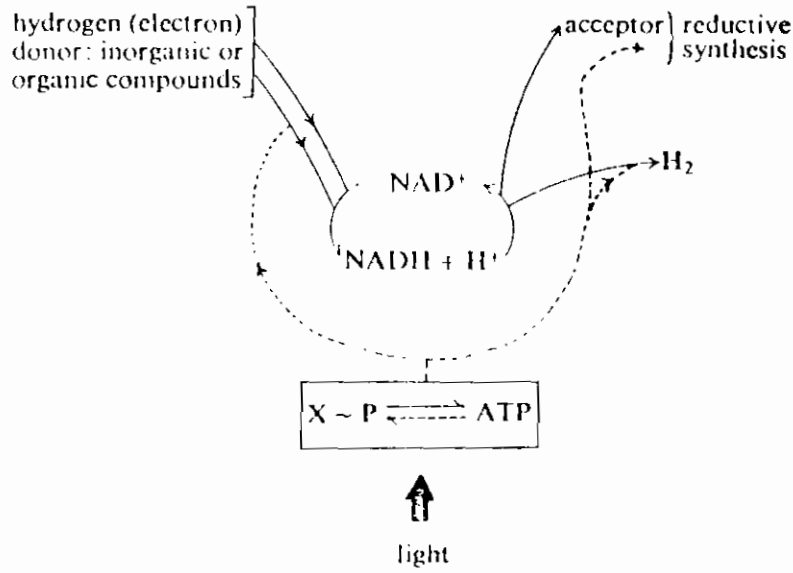 hydrogen (electron)
donor: inorganic or
organic compounds
acceptor
reductive
synthesis
NAD⁺
H₂
NADH + H⁺
X ~ P
ATP
light